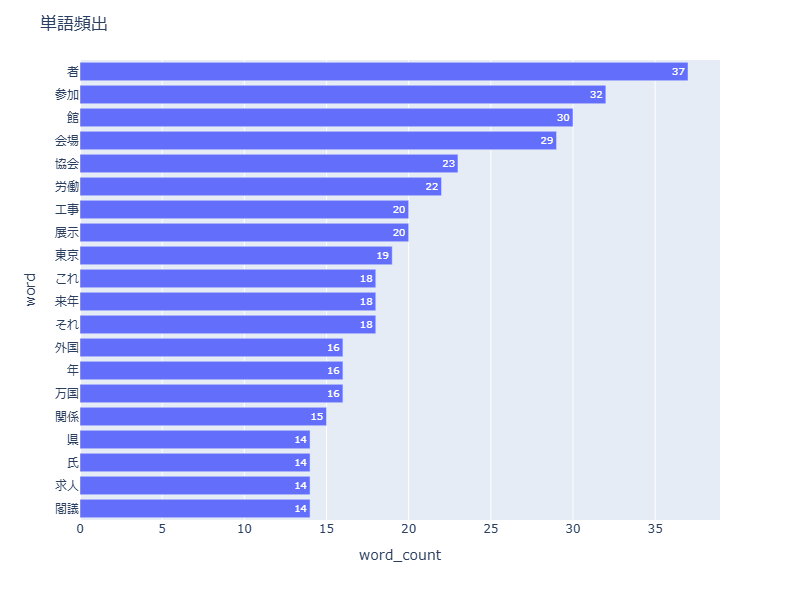 単語頻出
word
者 37
参加 32
館 30
会場 29
協会 23
労働 22
工事 20
展示 20
東京 19
これ 18
来年 18
それ 18
外国 16
年 16
万国 16
関係 15
県 14
氏 14
求人 14
閣議 14
0 5 10 15 20 25 30 35
word_count